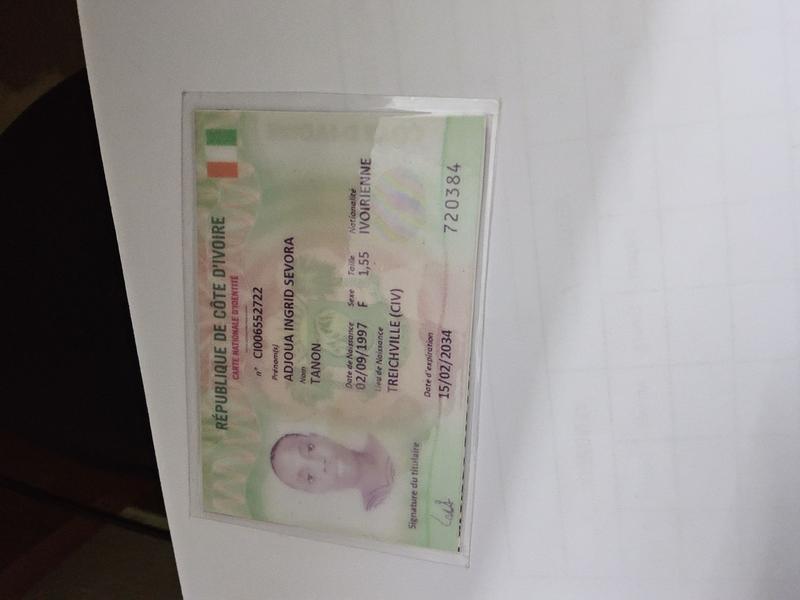 RÉPUBLIQUE DE CÔTE D'IVOIRE
CARTE NATIONALE D'IDENTITÉ
n° CI006552722
Prénom(s)
ADJOUA INGRID SEVORA
Nom
TANON
Date de Naissance Sexe Taille Nationalité
02/09/1997 F 1,55 IVOIRIENNE
Lieu de Naissance
TREICHVILLE (CIV)
Date d'expiration
15/02/2034
720384
Signature du titulaire